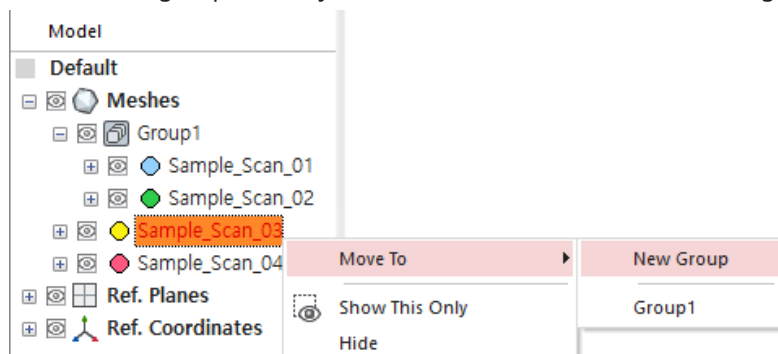 Model
Default
Meshes
Group1
Sample_Scan_01
Sample_Scan_02
Sample_Scan_03
Sample_Scan_04
Move To
New Group
Ref. Planes
Show This Only
Group1
Ref. Coordinates
Hide